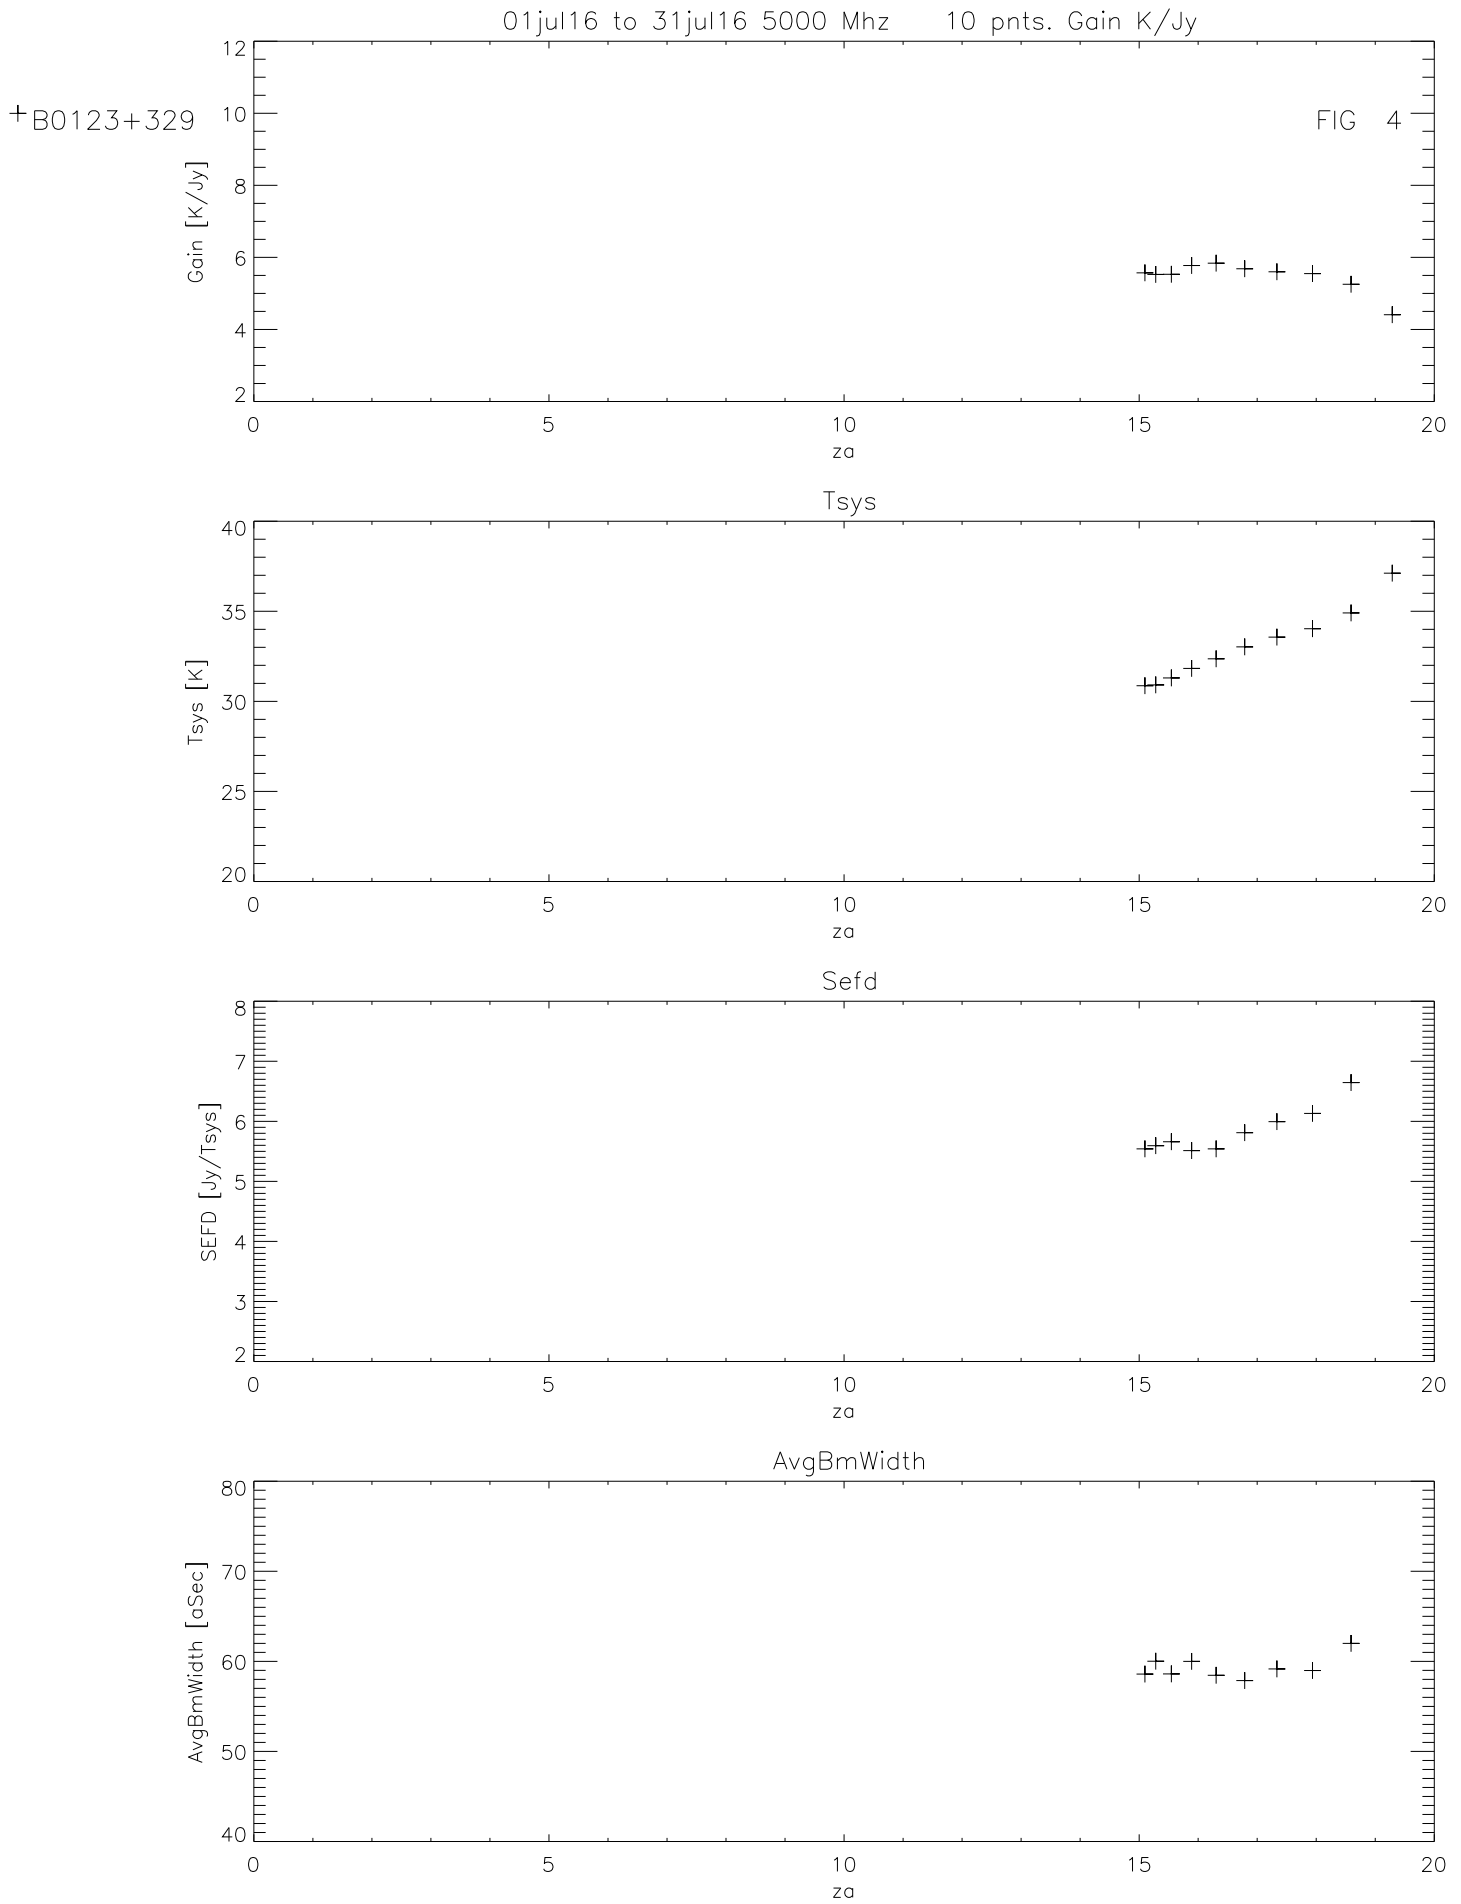 01jul16 to 31jul16 5000 Mhz 10 pnts. Gain K/Jy
+B0123+329
FIG 4
Gain [K/Jy]
12
10
8
6
4
2
0 5 10 15 20
za
Tsys
Tsys [K]
40
35
30
25
20
0 5 10 15 20
za
Sefd
SEFD [Jy/Tsys]
8
7
6
5
4
3
2
0 5 10 15 20
za
AvgBmWidth
AvgBmWidth [aSec]
80
70
60
50
40
0 5 10 15 20
za